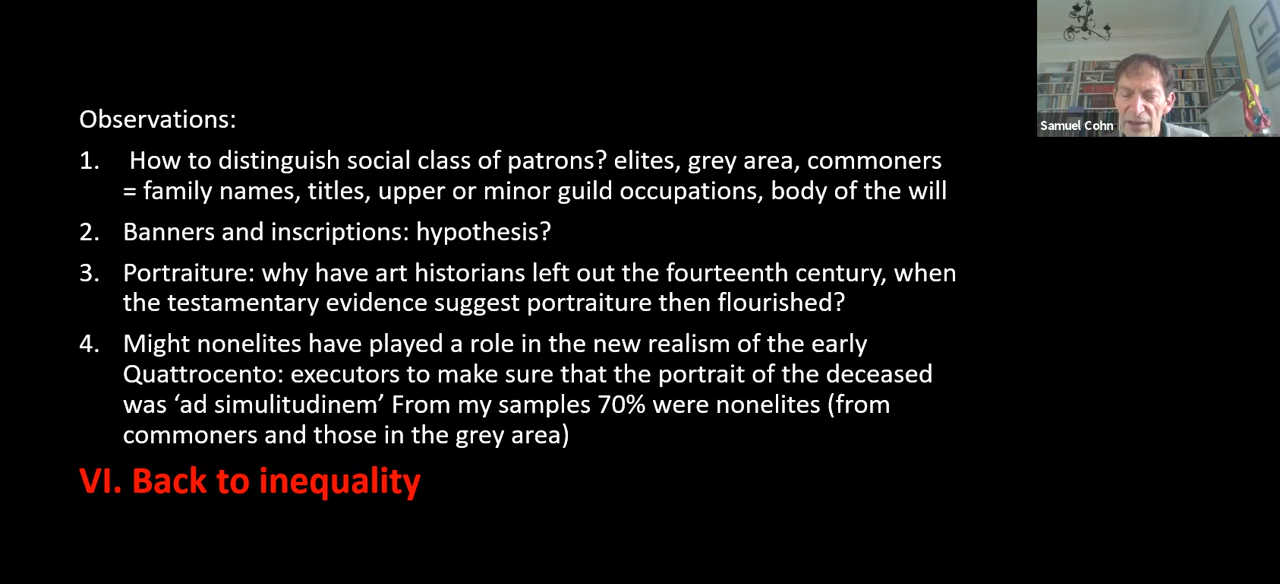 Observations:
1. How to distinguish social class of patrons? elites, grey area, commoners
= family names, titles, upper or minor guild occupations, body of the will
2. Banners and inscriptions: hypothesis?
3. Portraiture: why have art historians left out the fourteenth century, when
the testamentary evidence suggest portraiture then flourished?
4. Might nonelites have played a role in the new realism of the early
Quattrocento: executors to make sure that the portrait of the deceased
was ‘ad simulitudinem’ From my samples 70% were nonelites (from
commoners and those in the grey area)
VI. Back to inequality
Samuel Cohn